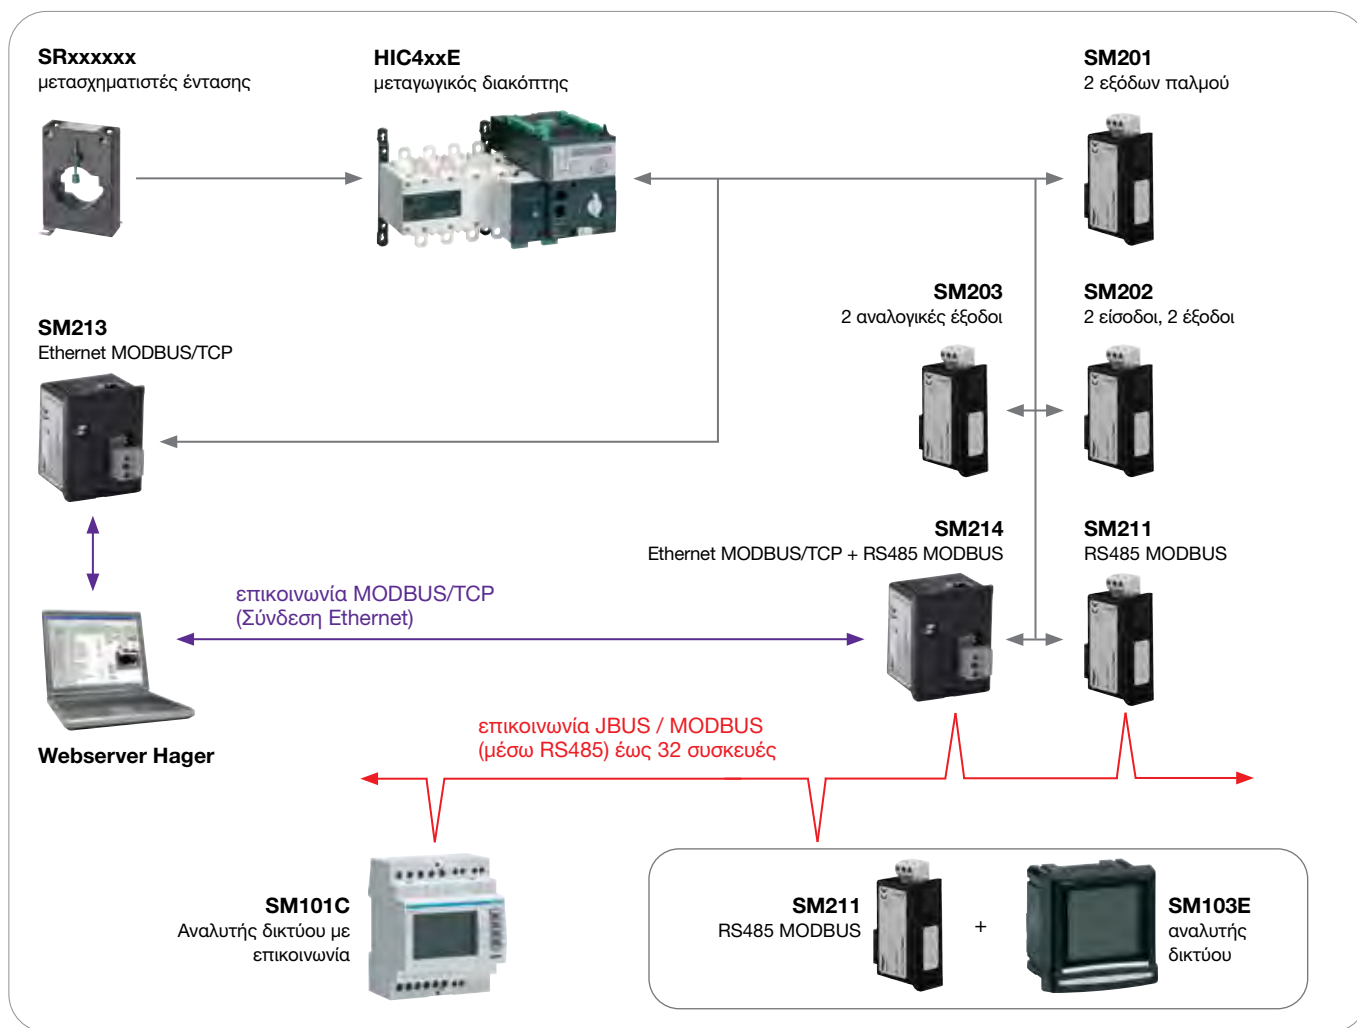 SRxxxxxx
μετασχηματιστές έντασης
HIC4xxE
μεταγωγικός διακόπτης
SM201
2 εξόδων παλμού
SM213
Ethernet MODBUS/TCP
SM203
2 αναλογικές έξοδοι
SM202
2 είσοδοι, 2 έξοδοι
SM214
Ethernet MODBUS/TCP + RS485 MODBUS
SM211
RS485 MODBUS
επικοινωνία MODBUS/TCP
(Σύνδεση Ethernet)
Webserver Hager
επικοινωνία JBUS / MODBUS
(μέσω RS485) έως 32 συσκευές
SM101C
Αναλυτής δικτύου με
επικοινωνία
SM211
RS485 MODBUS
+
SM103E
αναλυτής
δικτύου